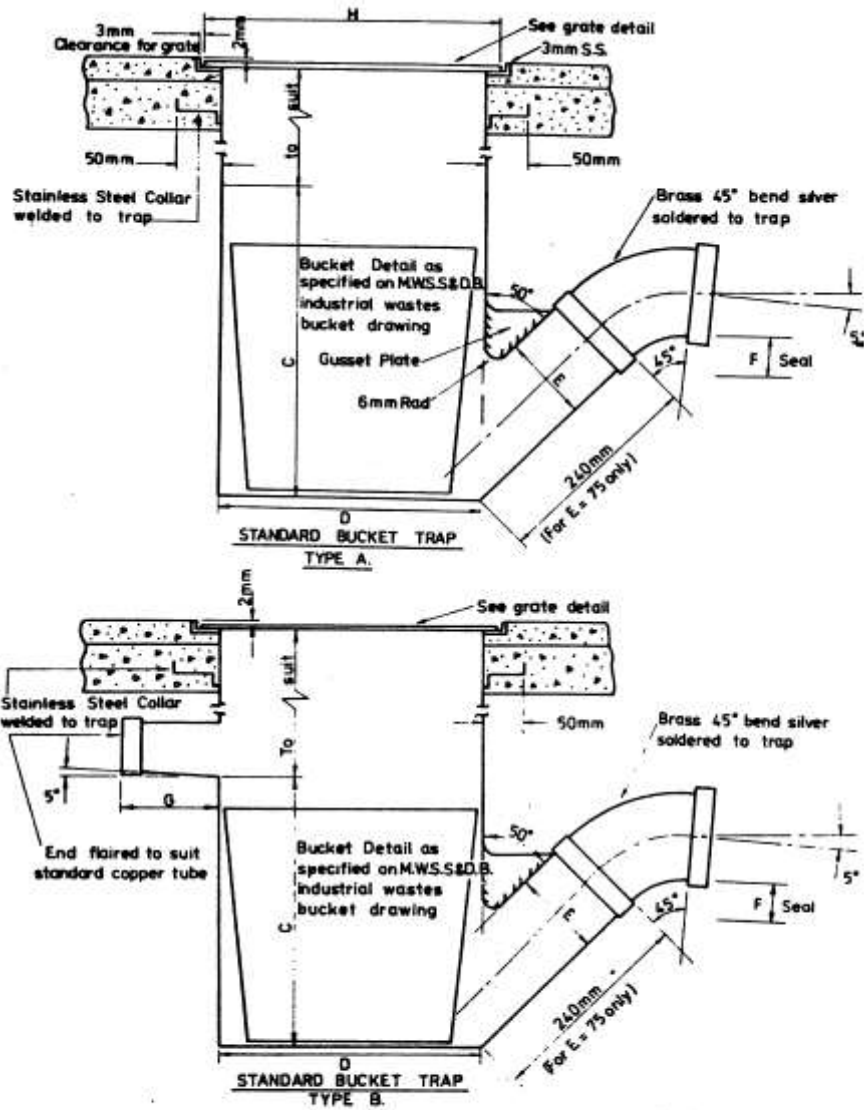 H
3mm
Clearance for grate
2mm
See grate detail
3mm S.S.
to suit
50mm
50mm
Stainless Steel Collar
welded to trap
Brass 45° bend silver
soldered to trap
Bucket Detail as
specified on M.W.S.S&D.B.
industrial wastes
bucket drawing
50°
Gusset Plate
C
6mm Rad
E
45°
F Seal
5°
240mm
(For E = 75 only)
D
STANDARD BUCKET TRAP
TYPE A.
2mm
See grate detail
To suit
Stainless Steel Collar
welded to trap
50mm
Brass 45° bend silver
soldered to trap
5°
G
50°
End flaired to suit
standard copper tube
Bucket Detail as
specified on M.W.S.S&D.B.
industrial wastes
bucket drawing
C
E
45°
F Seal
5°
240mm
(For E = 75 only)
D
STANDARD BUCKET TRAP
TYPE B.